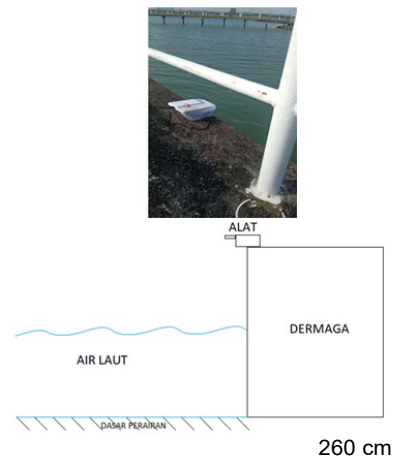 ALAT
DERMAGA
AIR LAUT
DASAR PERAIRAN
260 cm